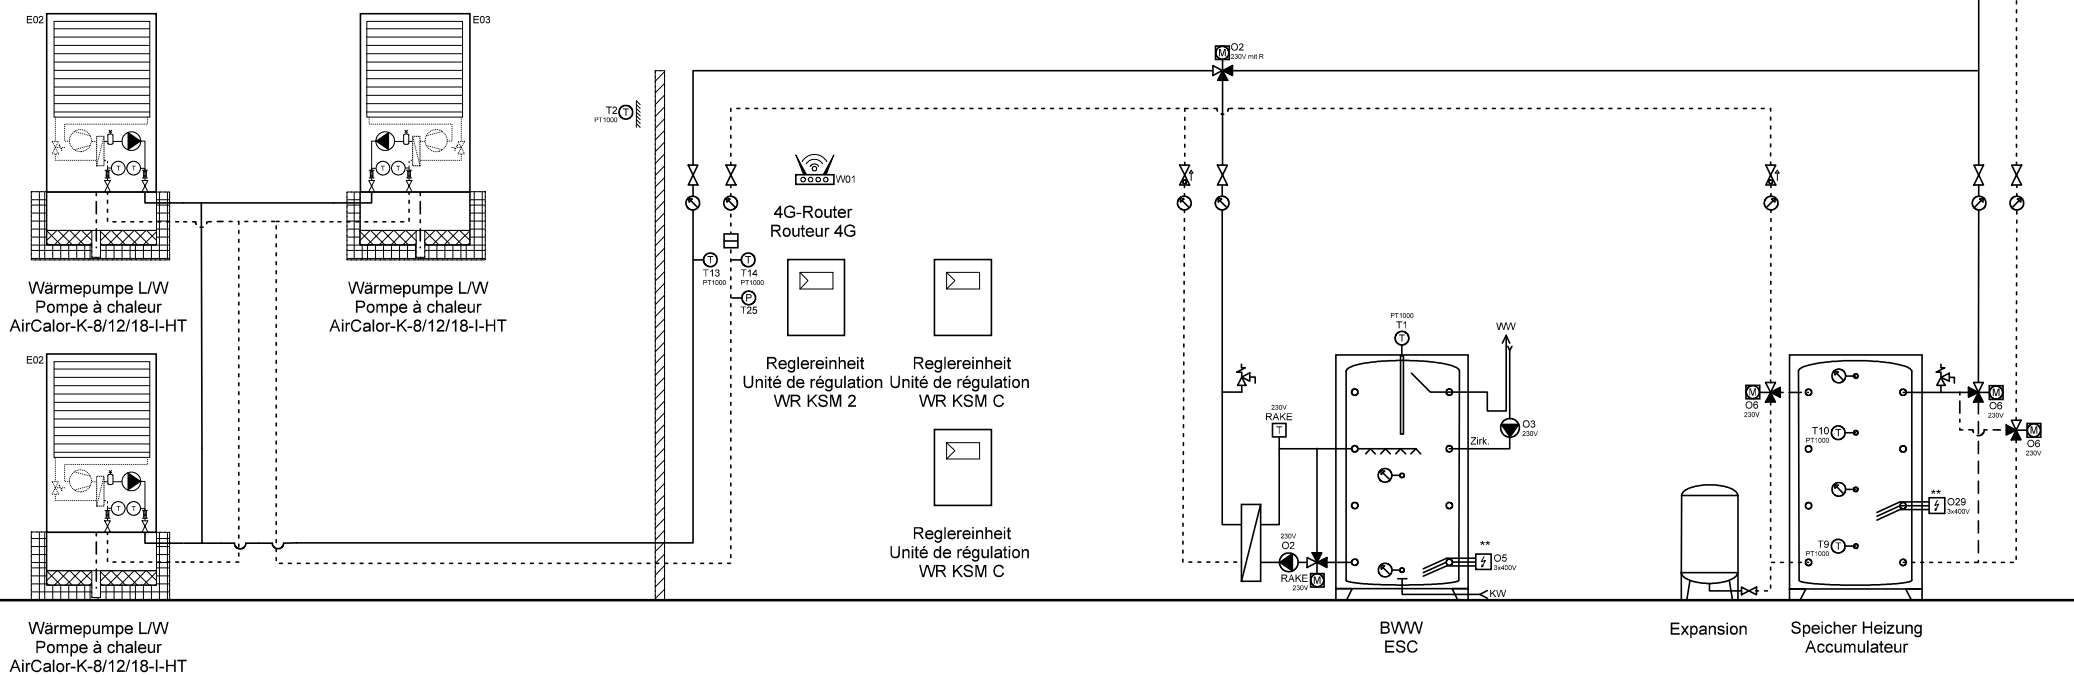 E02
E03
Wärmepumpe L/W
Pompe à chaleur
AirCalor-K-8/12/18-I-HT
Wärmepumpe L/W
Pompe à chaleur
AirCalor-K-8/12/18-I-HT
E02
Wärmepumpe L/W
Pompe à chaleur
AirCalor-K-8/12/18-I-HT
T
T
T
T
T
T
T2
PT1000
T
T
T13
PT1000
T
T14
PT1000
P
T25
W01
4G-Router
Routeur 4G
Reglereinheit
Unité de régulation
WR KSM 2
Reglereinheit
Unité de régulation
WR KSM C
Reglereinheit
Unité de régulation
WR KSM C
M
O2
230V mit R
230V
RAKE
T
230V
O2
RAKE
230V
M
PT1000
T1
T
WW
O3
230V
Zirk.
**
O5
3x400V
KW
BWW
ESC
Expansion
M
O6
230V
T10
PT1000
T
T9
PT1000
T
M
O6
230V
M
O6
230V
**
O29
3x400V
Speicher Heizung
Accumulateur